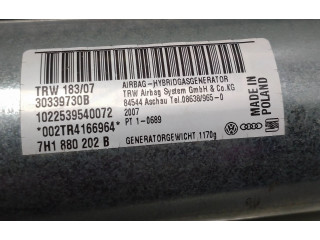 TRW 183/07
30339730B
1022539540072
*002TR4166964*
7H1 880 202 B
AIRBAG-HYBRIDGASGENERATOR
TRW Airbag System GmbH & Co.KG
84544 Aschau Tel.08638/965-0
2007
PT 1-0689
GENERATORGEWICHT 1170g
MADE IN
POLAND